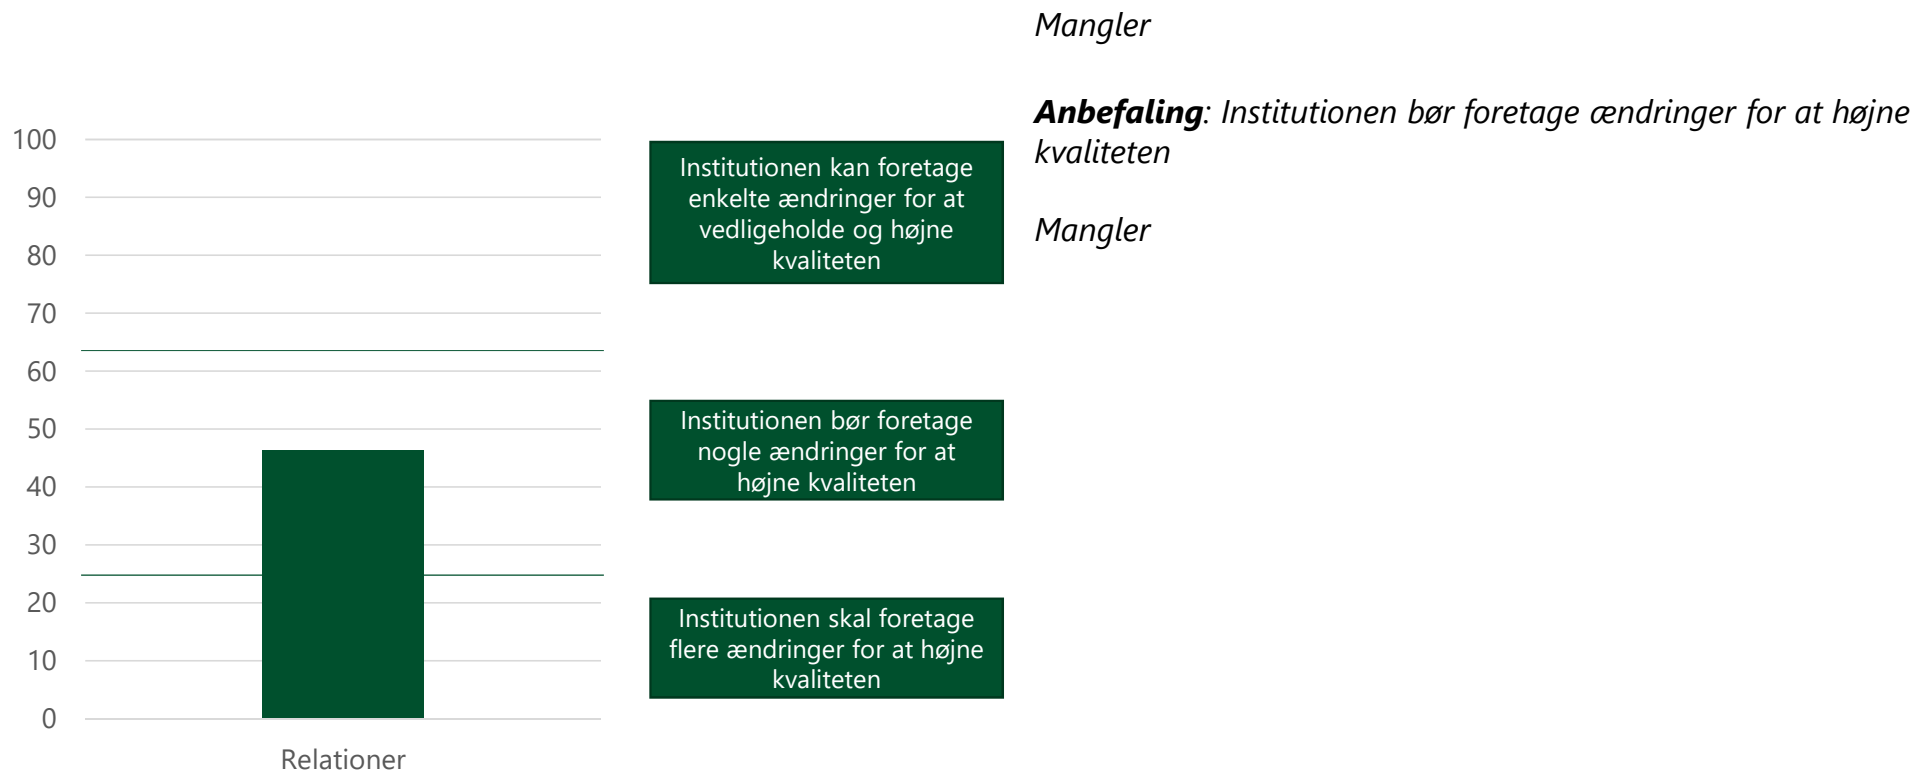 100
90
80
70
60
50
40
30
20
10
0
Relationer
Institutionen kan foretage
enkelte ændringer for at
vedligeholde og højne
kvaliteten
Institutionen bør foretage
nogle ændringer for at
højne kvaliteten
Institutionen skal foretage
flere ændringer for at højne
kvaliteten
Mangler
Anbefaling: Institutionen bør foretage ændringer for at højne
kvaliteten
Mangler